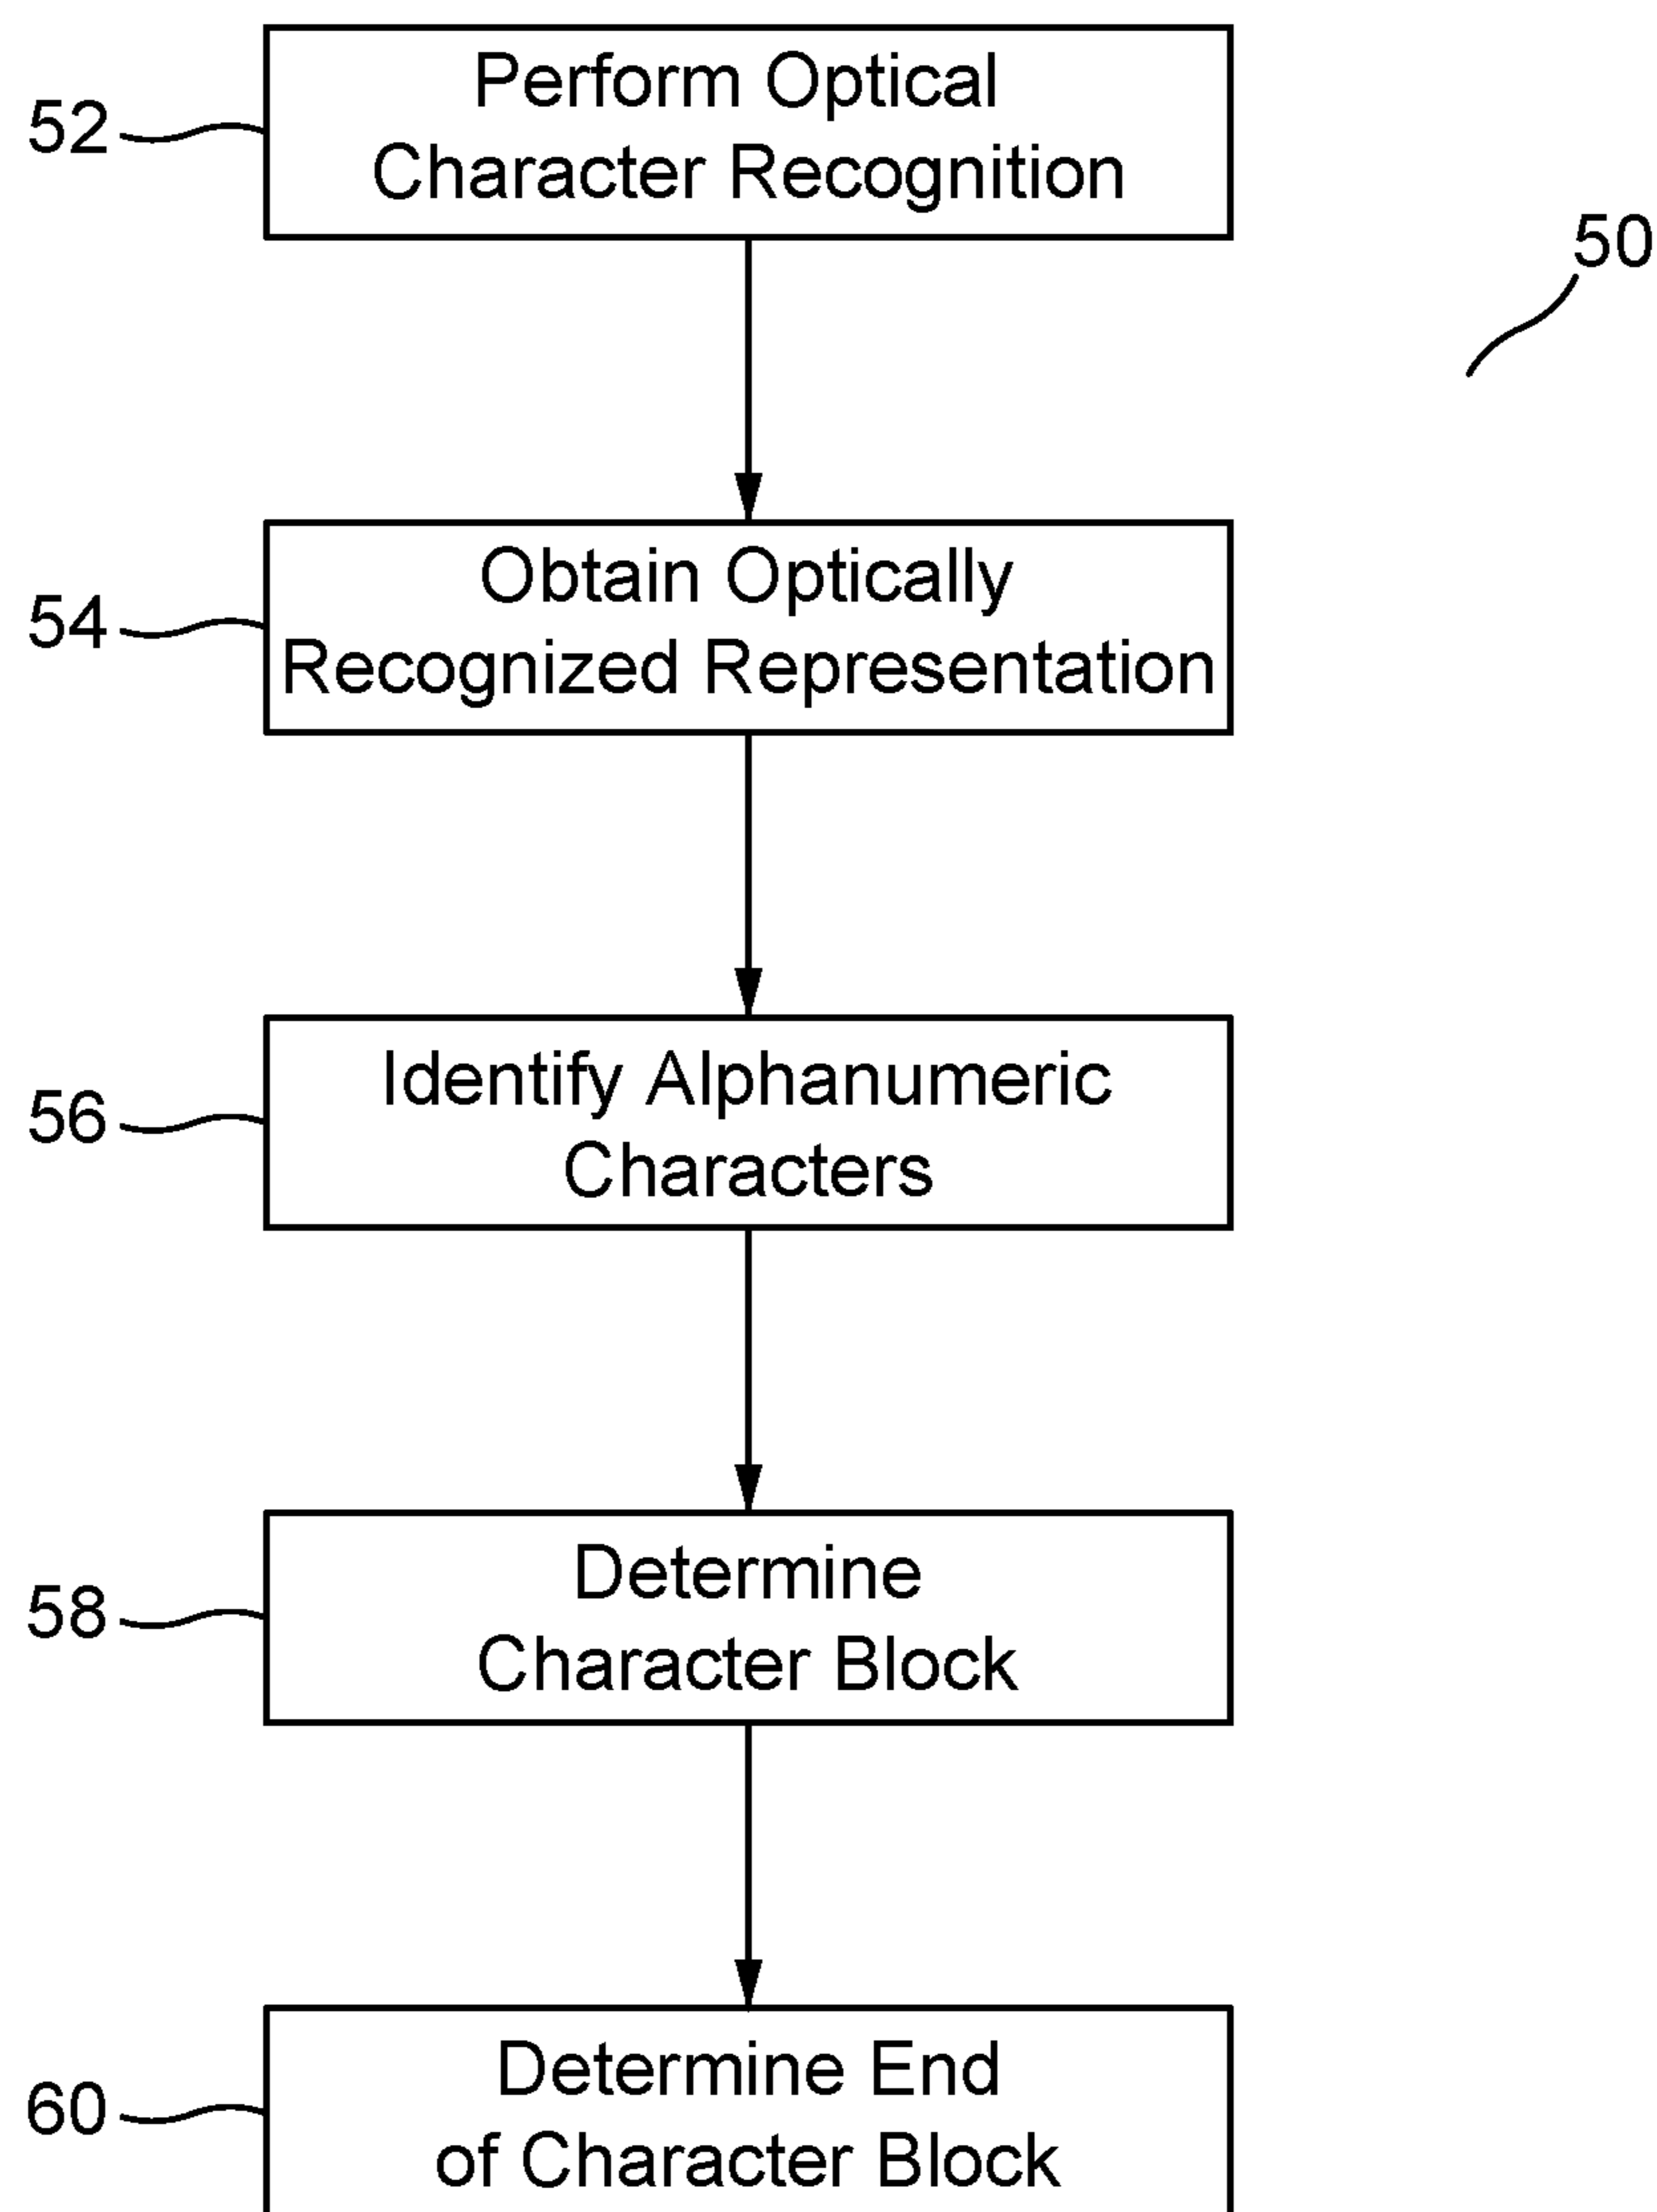 52
Perform Optical
Character Recognition
50
54
Obtain Optically
Recognized Representation
56
Identify Alphanumeric
Characters
58
Determine
Character Block
60
Determine End
of Character Block